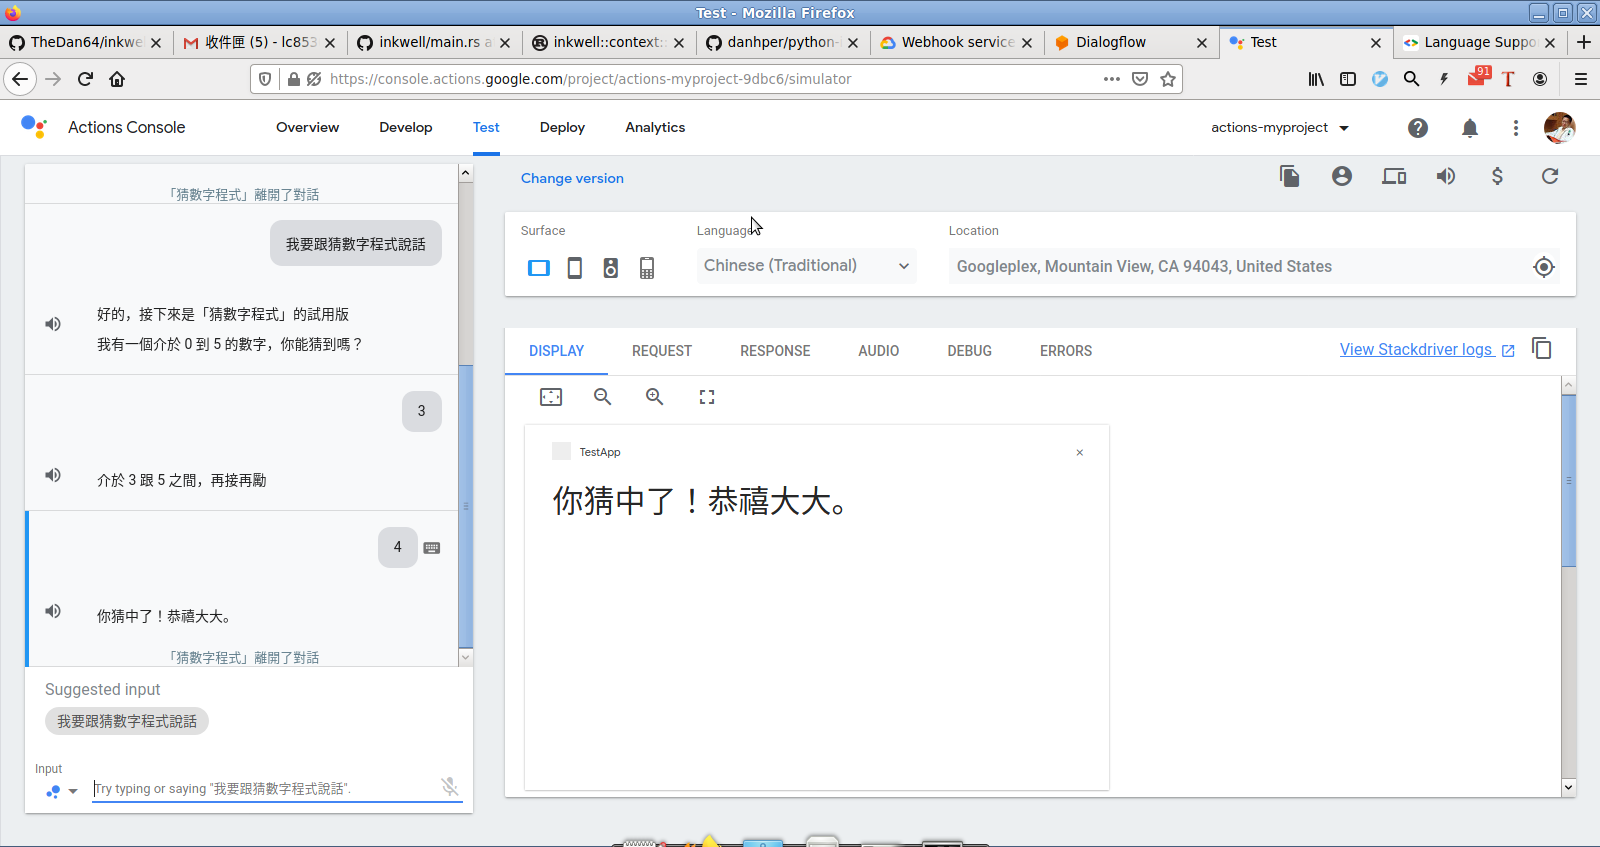 Test - Mozilla Firefox
TheDan64/inkwe
收件匣 (5) - lc853
inkwell/main.rs a
inkwell::context:
danhper/python-
Webhook service
Dialogflow
Test
Language Suppo
https://console.actions.google.com/project/actions-myproject-9dbc6/simulator
91
T
Actions Console
Overview
Develop
Test
Deploy
Analytics
actions-myproject
「猜數字程式」離開了對話
我要跟猜數字程式說話
好的，接下來是「猜數字程式」的試用版
我有一個介於 0 到 5 的數字，你能猜到嗎？
3
介於 3 跟 5 之間，再接再勵
4
你猜中了！恭禧大大。
「猜數字程式」離開了對話
Suggested input
我要跟猜數字程式說話
Input
Try typing or saying "我要跟猜數字程式說話".
Change version
Surface
Language
Location
Chinese (Traditional)
Googleplex, Mountain View, CA 94043, United States
DISPLAY
REQUEST
RESPONSE
AUDIO
DEBUG
ERRORS
View Stackdriver logs
TestApp
你猜中了！恭禧大大。